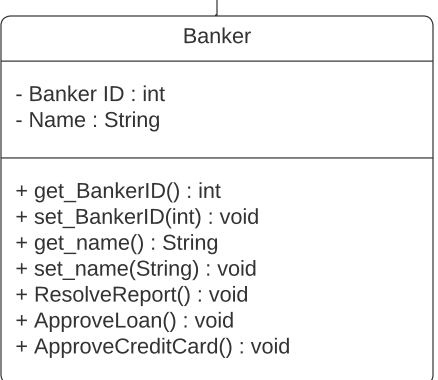 Banker
- Banker ID : int
- Name : String
+ get_BankerID() : int
+ set_BankerID(int) : void
+ get_name() : String
+ set_name(String) : void
+ ResolveReport() : void
+ ApproveLoan() : void
+ ApproveCreditCard() : void